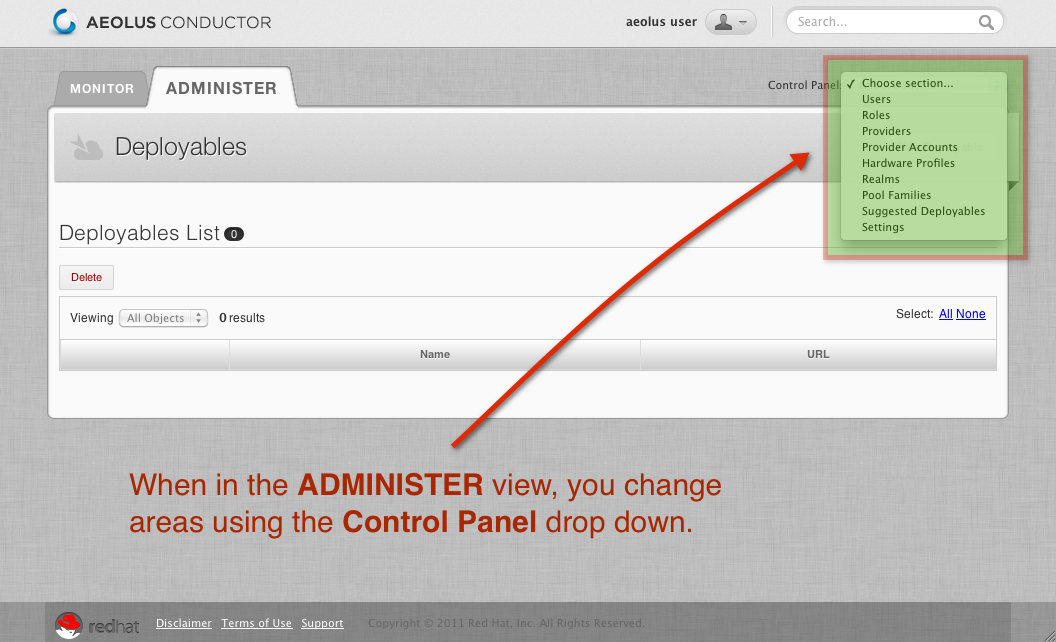 AEOLUS CONDUCTOR
aeolus user
Search...
MONITOR
ADMINISTER
Control Panel:
Choose section...
Users
Roles
Providers
Provider Accounts
Hardware Profiles
Realms
Pool Families
Suggested Deployables
Settings
Deployables
Deployables List 0
Delete
Viewing All Objects 0 results
Select: All None
Name URL
When in the ADMINISTER view, you change
areas using the Control Panel drop down.
redhat Disclaimer Terms of Use Support Copyright © 2011 Red Hat, Inc. All Rights Reserved.